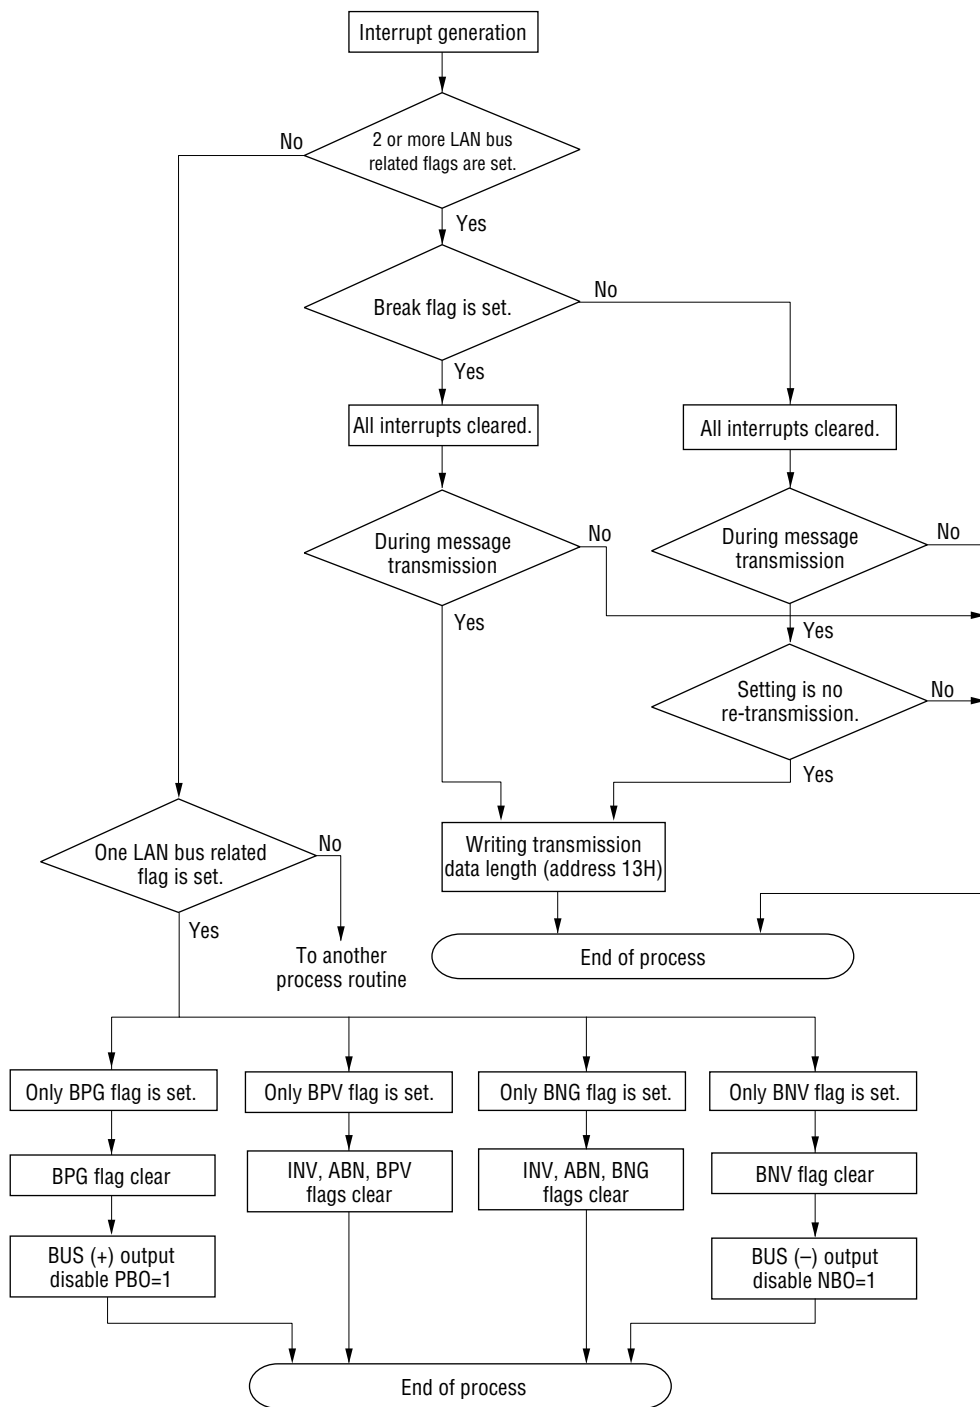 Interrupt generation
No
2 or more LAN bus
related flags are set.
Yes
Break flag is set.
No
Yes
All interrupts cleared.
All interrupts cleared.
During message
transmission
No
During message
transmission
No
Yes
Yes
Setting is no
re-transmission.
No
Yes
Writing transmission
data length (address 13H)
One LAN bus related
flag is set.
No
Yes
To another
process routine
End of process
Only BPG flag is set.
Only BPV flag is set.
Only BNG flag is set.
Only BNV flag is set.
BPG flag clear
INV, ABN, BPV
flags clear
INV, ABN, BNG
flags clear
BNV flag clear
BUS (+) output
disable PBO=1
BUS (–) output
disable NBO=1
End of process